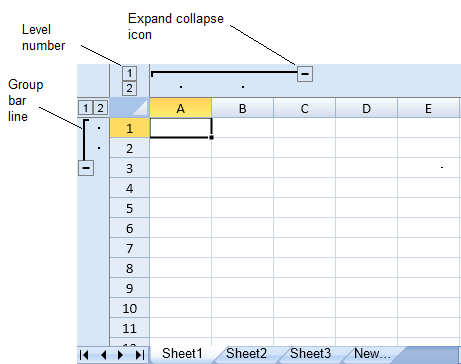 Expand collapse
icon
Level
number
Group
bar
line
1
2
1 2
A B C D E
1
2
3
4
5
6
7
8
9
10
11
Sheet1 Sheet2 Sheet3 New...